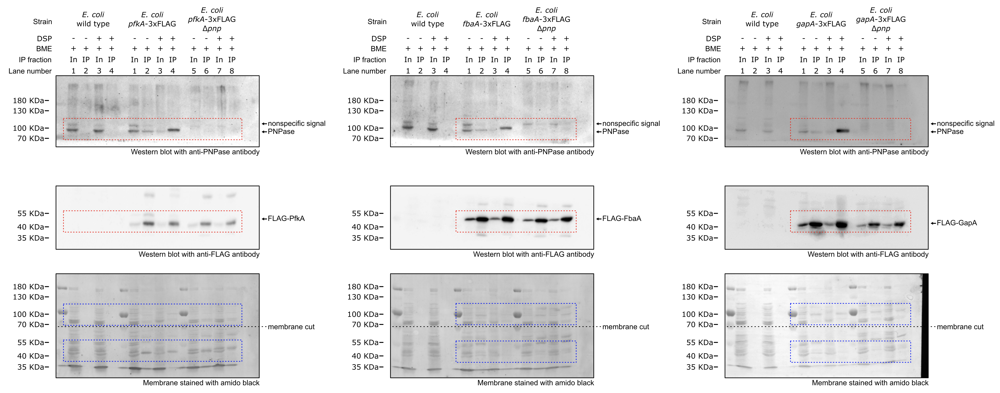 Strain
E. coli
wild type
E. coli
pfkA-3xFLAG
E. coli
pfkA-3xFLAG
Δpnp
DSP - - + + - - + + - - + +
BME + + + + + + + + + + + +
IP fraction In IP In IP In IP In IP In IP In IP
Lane number 1 2 3 4 1 2 3 4 5 6 7 8
180 KDa-
130 KDa-
100 KDa-
70 KDa-
nonspecific signal
PNPase
Western blot with anti-PNPase antibody
55 KDa-
40 KDa-
35 KDa-
FLAG-PfkA
Western blot with anti-FLAG antibody
180 KDa-
130 KDa-
100 KDa-
70 KDa-
55 KDa-
40 KDa-
35 KDa-
membrane cut
Membrane stained with amido black
Strain
E. coli
wild type
E. coli
fbaA-3xFLAG
E. coli
fbaA-3xFLAG
Δpnp
DSP - - + + - - + + - - + +
BME + + + + + + + + + + + +
IP fraction In IP In IP In IP In IP In IP In IP
Lane number 1 2 3 4 1 2 3 4 5 6 7 8
180 KDa-
130 KDa-
100 KDa-
70 KDa-
nonspecific signal
PNPase
Western blot with anti-PNPase antibody
55 KDa-
40 KDa-
35 KDa-
FLAG-FbaA
Western blot with anti-FLAG antibody
180 KDa-
130 KDa-
100 KDa-
70 KDa-
55 KDa-
40 KDa-
35 KDa-
membrane cut
Membrane stained with amido black
Strain
E. coli
wild type
E. coli
gapA-3xFLAG
E. coli
gapA-3xFLAG
Δpnp
DSP - - + + - - + + - - + +
BME + + + + + + + + + + + +
IP fraction In IP In IP In IP In IP In IP In IP
Lane number 1 2 3 4 1 2 3 4 5 6 7 8
180 KDa-
130 KDa-
100 KDa-
70 KDa-
nonspecific signal
PNPase
Western blot with anti-PNPase antibody
55 KDa-
40 KDa-
35 KDa-
FLAG-GapA
Western blot with anti-FLAG antibody
180 KDa-
130 KDa-
100 KDa-
70 KDa-
55 KDa-
40 KDa-
35 KDa-
membrane cut
Membrane stained with amido black